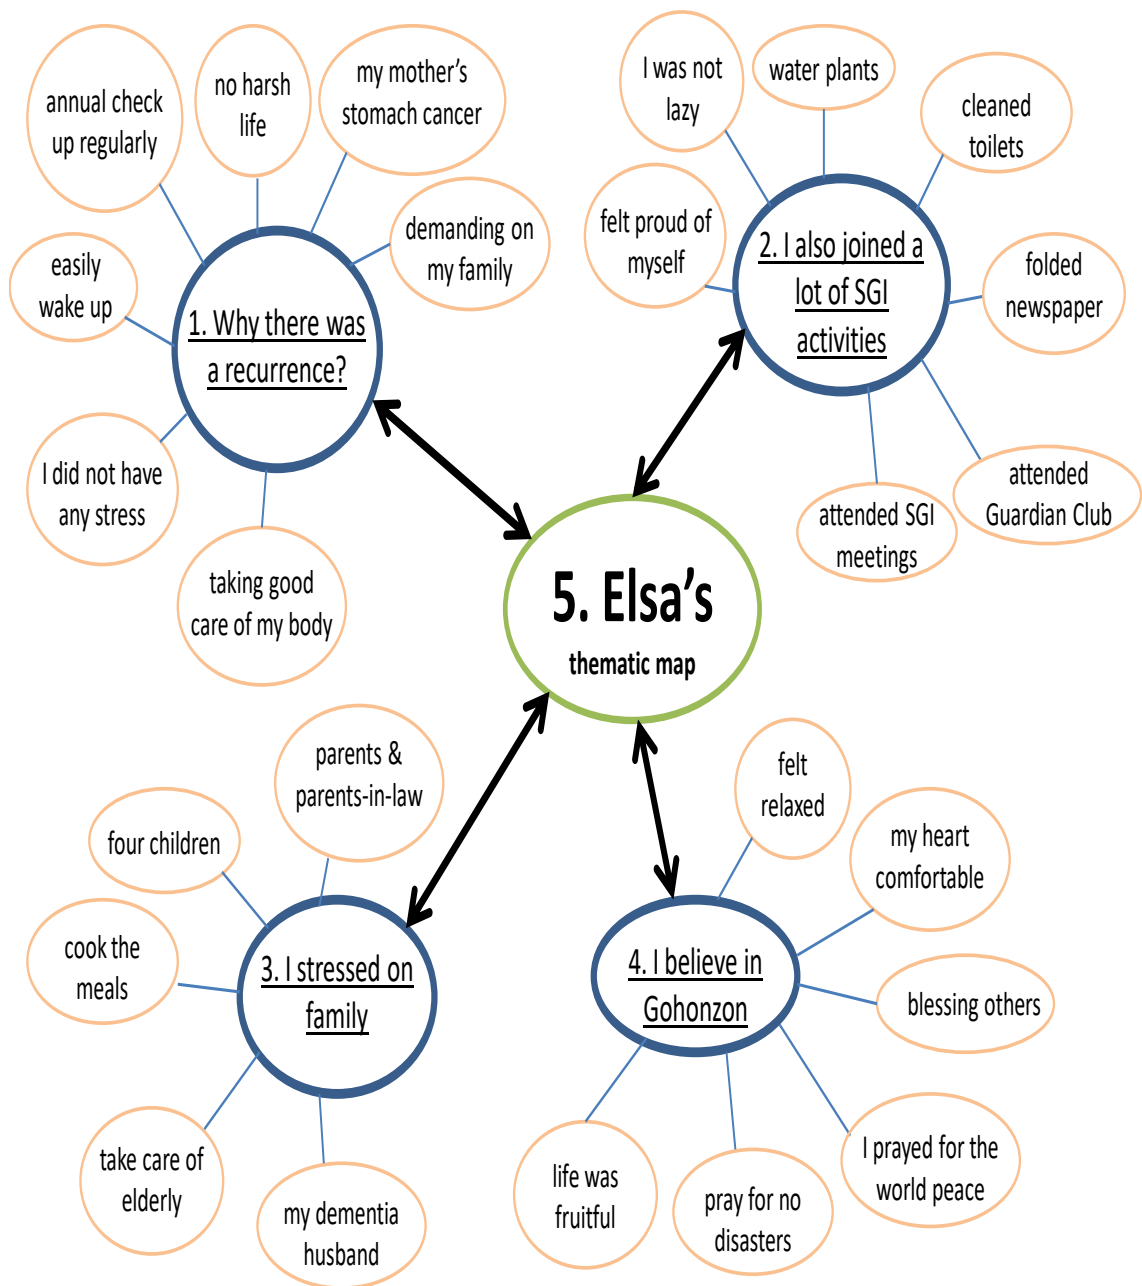 5. Elsa's
thematic map
1. Why there was
a recurrence?
annual check
up regularly
no harsh
life
my mother’s
stomach cancer
demanding on
my family
easily
wake up
I did not have
any stress
taking good
care of my body
2. I also joined a
lot of SGI
activities
I was not
lazy
water plants
cleaned
toilets
felt proud of
myself
folded
newspaper
attended
Guardian Club
attended SGI
meetings
3. I stressed on
family
parents &
parents-in-law
four children
cook the
meals
take care of
elderly
my dementia
husband
4. I believe in
Gohonzon
felt
relaxed
my heart
comfortable
blessing others
I prayed for the
world peace
pray for no
disasters
life was
fruitful